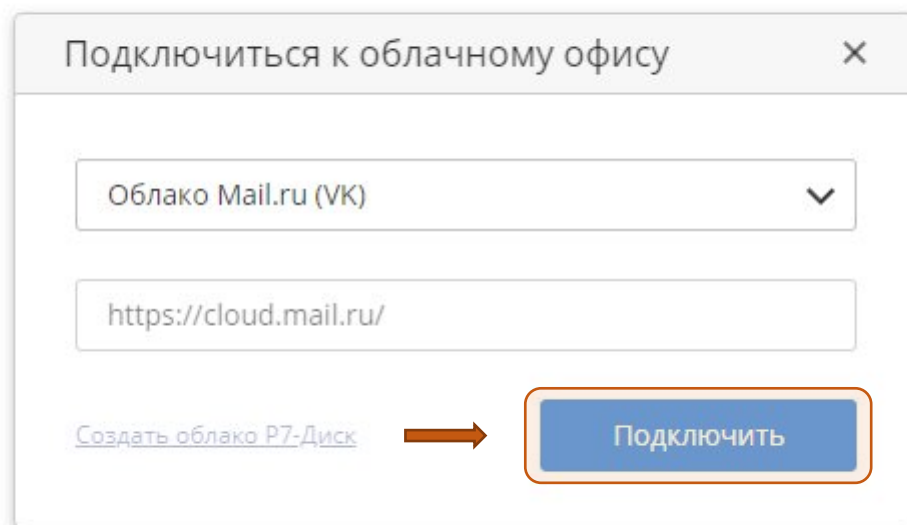 Подключиться к облачному офису
Облако Mail.ru (VK)
https://cloud.mail.ru/
Создать облако Р7-Диск
Подключить